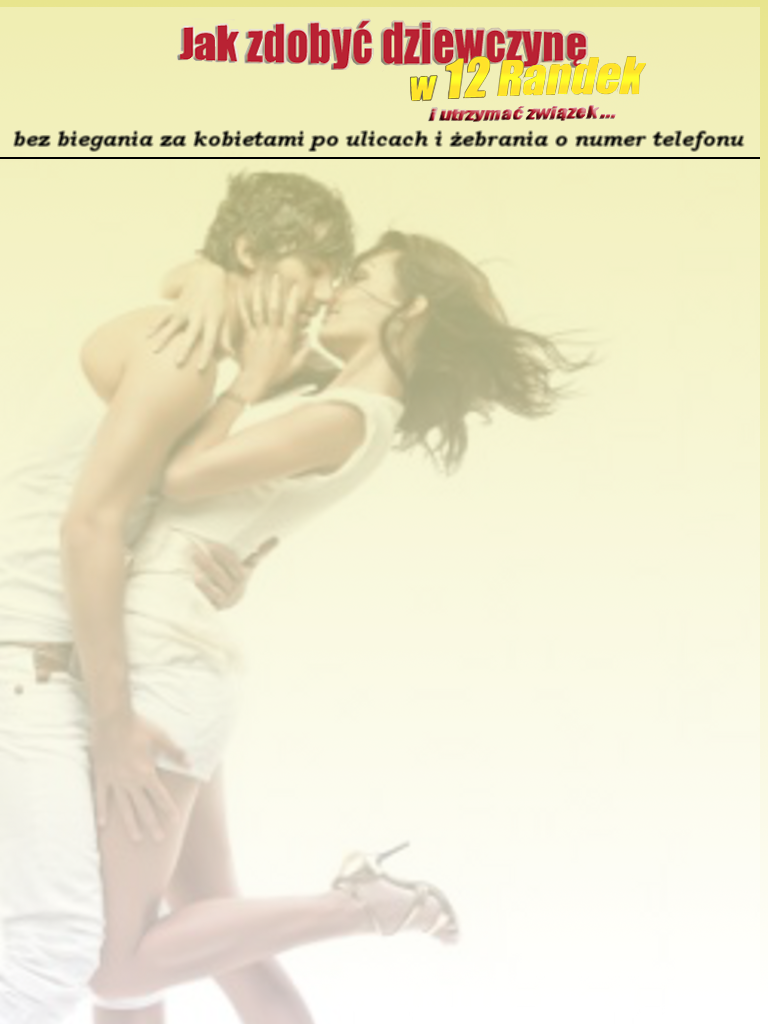 Jak zdobyć dziewczynę
w 12 Randek
i utrzymać związek...
bez biegania za kobietami po ulicach i żebrania o numer telefonu